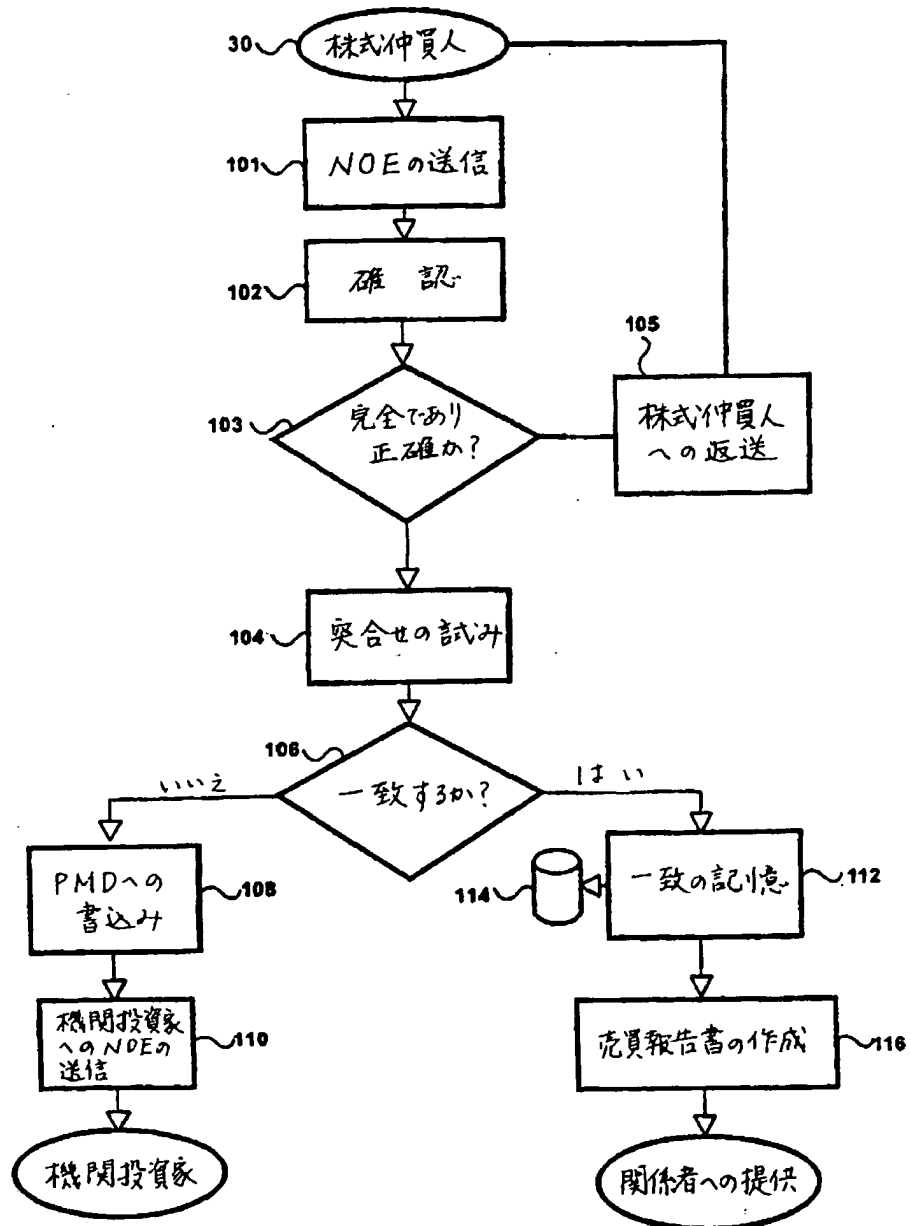 30
株式仲買人
101
NOEの送信
102
確 認
105
103
完全であり
正確か?
株式仲買人
への返送
104
突合せの試み
106
一致するか?
いいえ
はい
PMDへの
書込み
108
114
一致の記憶
112
機関投資家
へのNOEの
送信
110
売買報告書の作成
116
機関投資家
関係者への提供